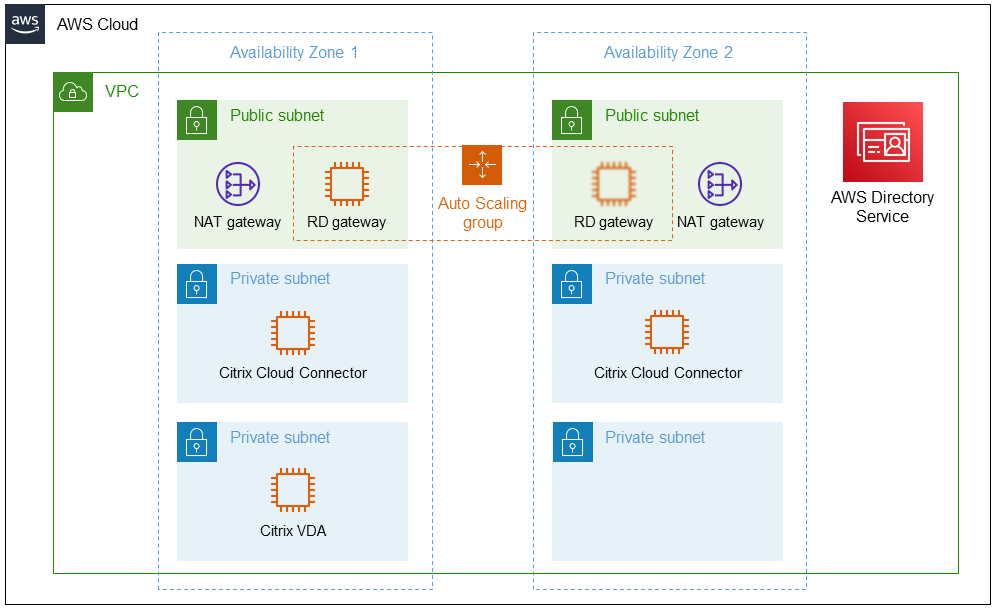 aws
AWS Cloud
Availability Zone 1
Availability Zone 2
VPC
Public subnet
NAT gateway
RD gateway
Auto Scaling
group
Public subnet
RD gateway
NAT gateway
AWS Directory
Service
Private subnet
Citrix Cloud Connector
Private subnet
Citrix Cloud Connector
Private subnet
Citrix VDA
Private subnet